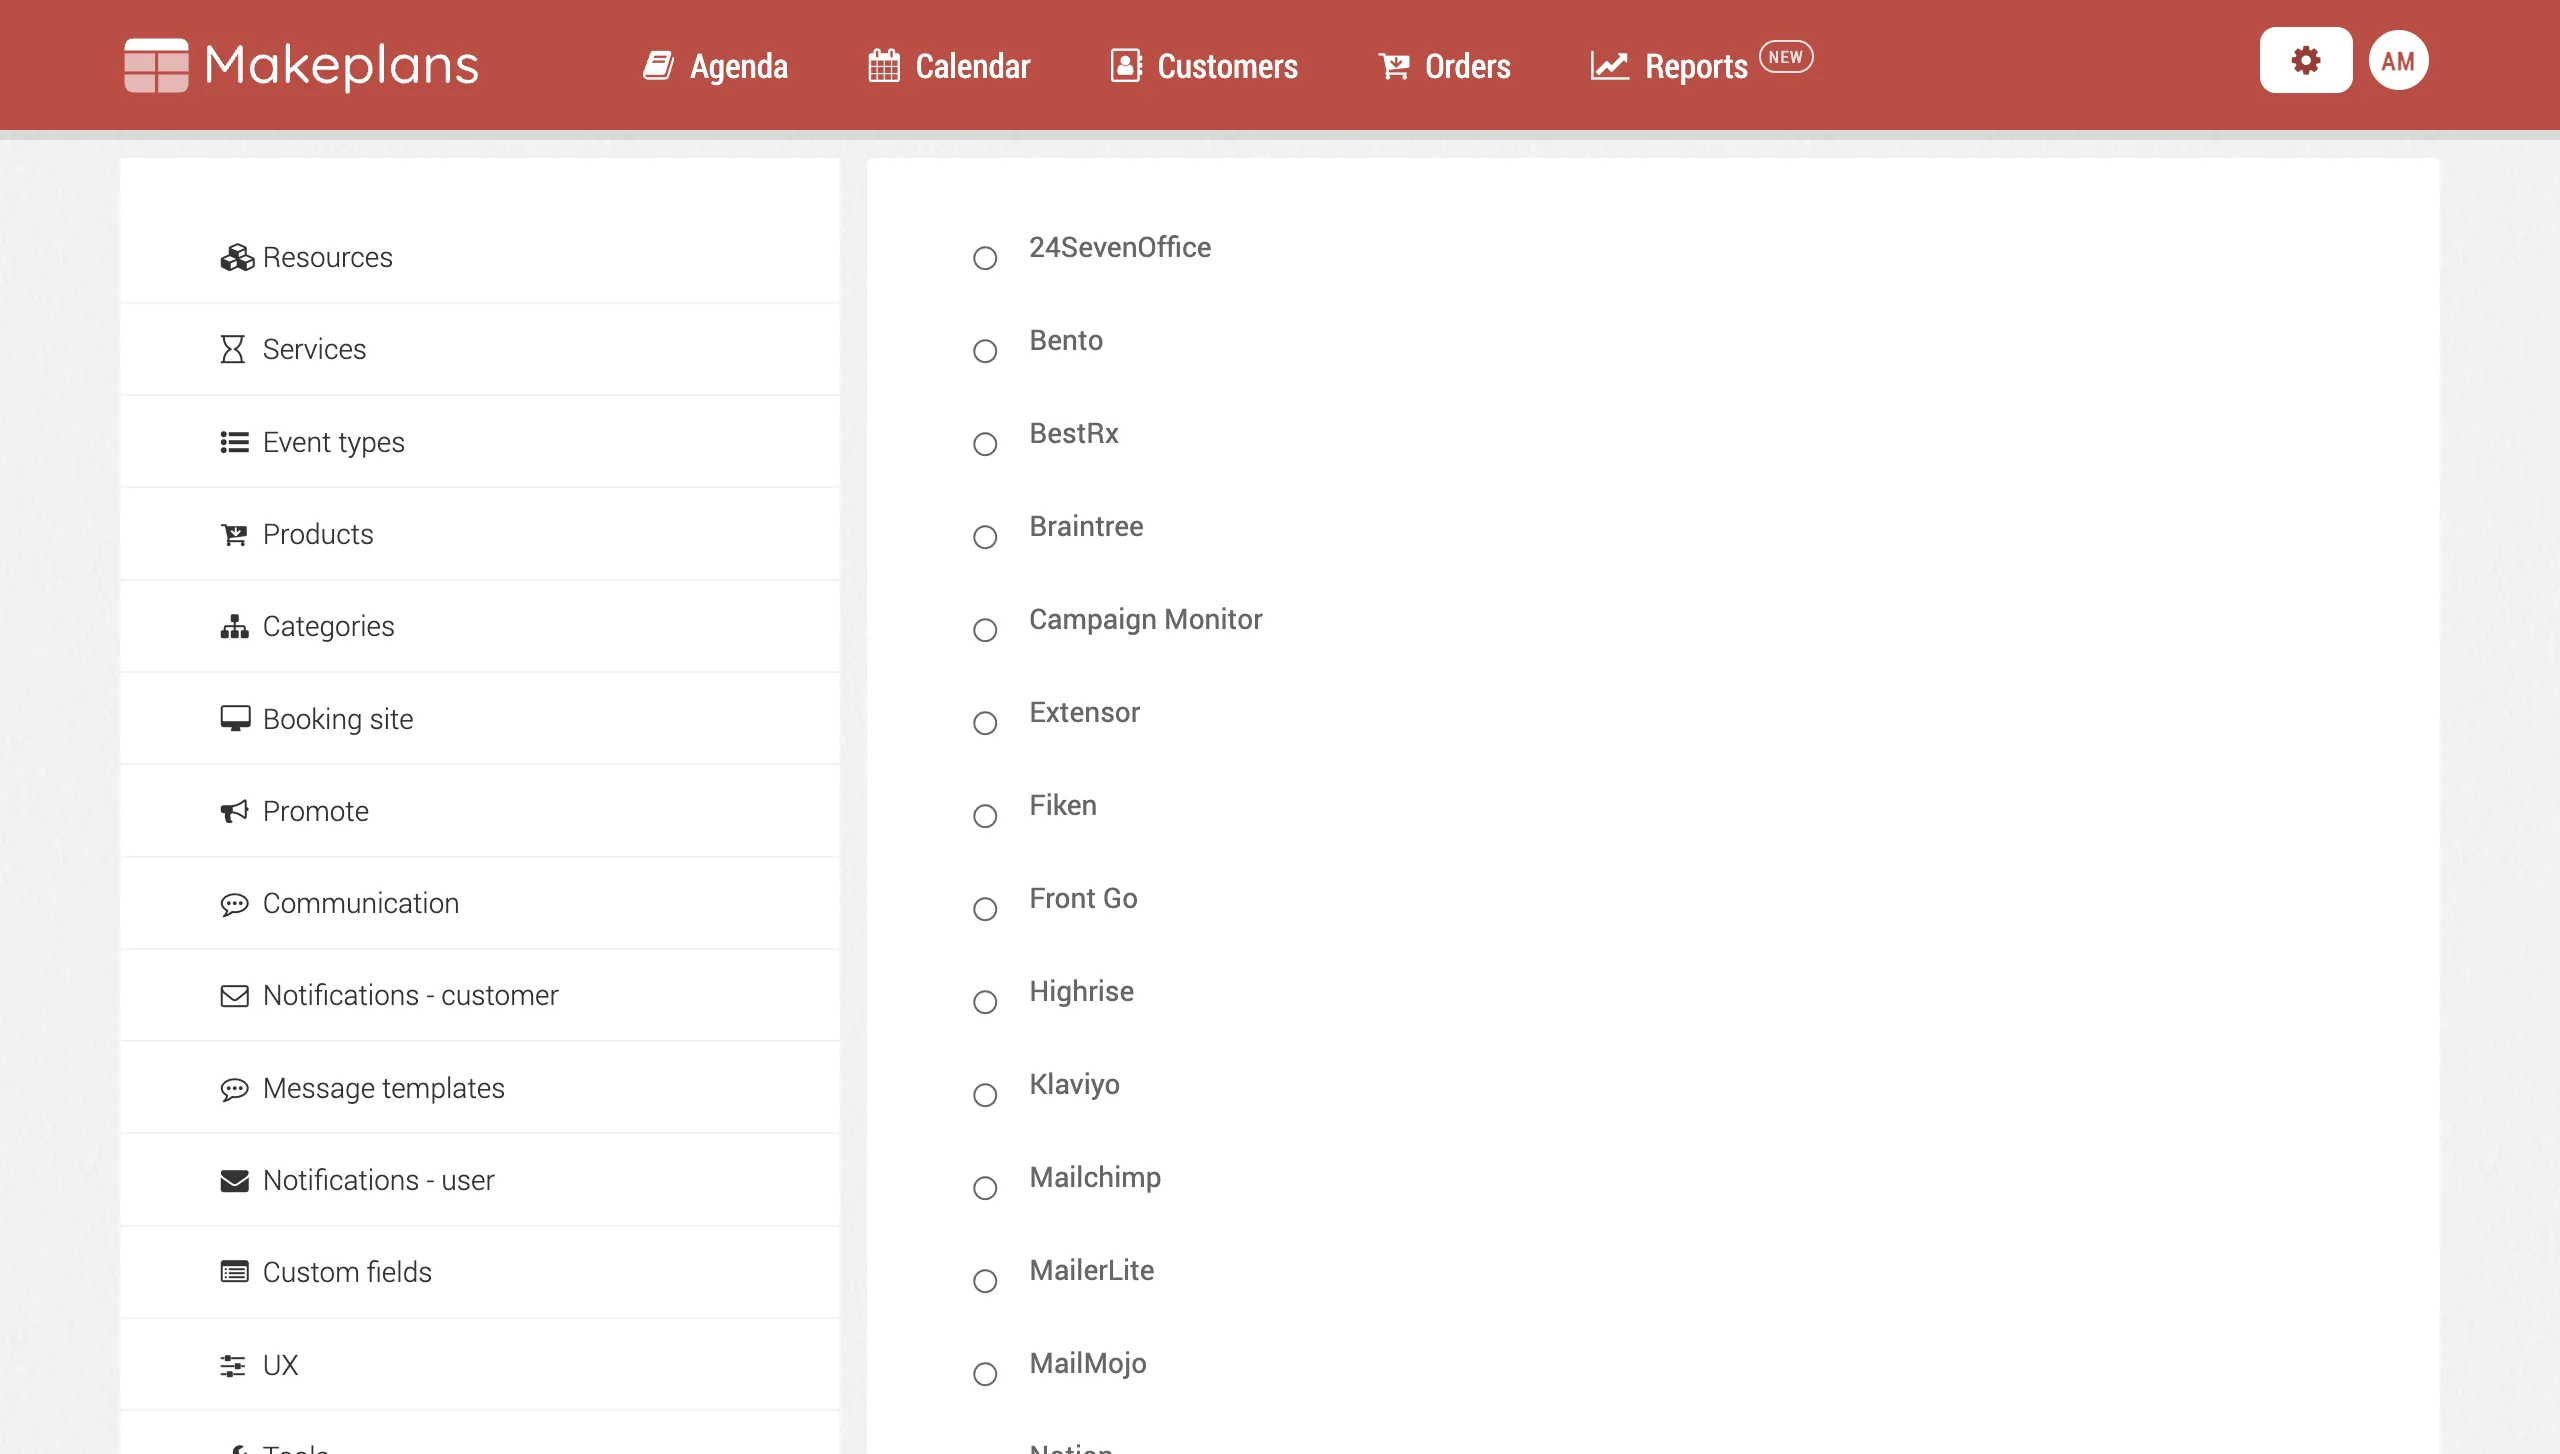 Makeplans
Agenda
Calendar
Customers
Orders
Reports NEW
AM
Resources
Services
Event types
Products
Categories
Booking site
Promote
Communication
Notifications - customer
Message templates
Notifications - user
Custom fields
UX
Tools
24SevenOffice
Bento
BestRx
Braintree
Campaign Monitor
Extensor
Fiken
Front Go
Highrise
Klaviyo
Mailchimp
MailerLite
MailMojo
Notion